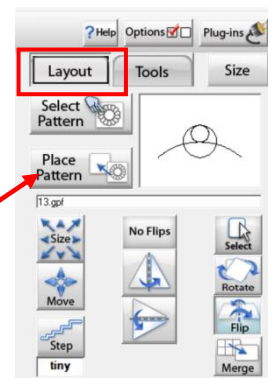 ?Help Options Plug-ins
Layout Tools Size
Select
Pattern
Place
Pattern
13.gpf
Size No Flips Select
Move Rotate
Step Flip
tiny Merge